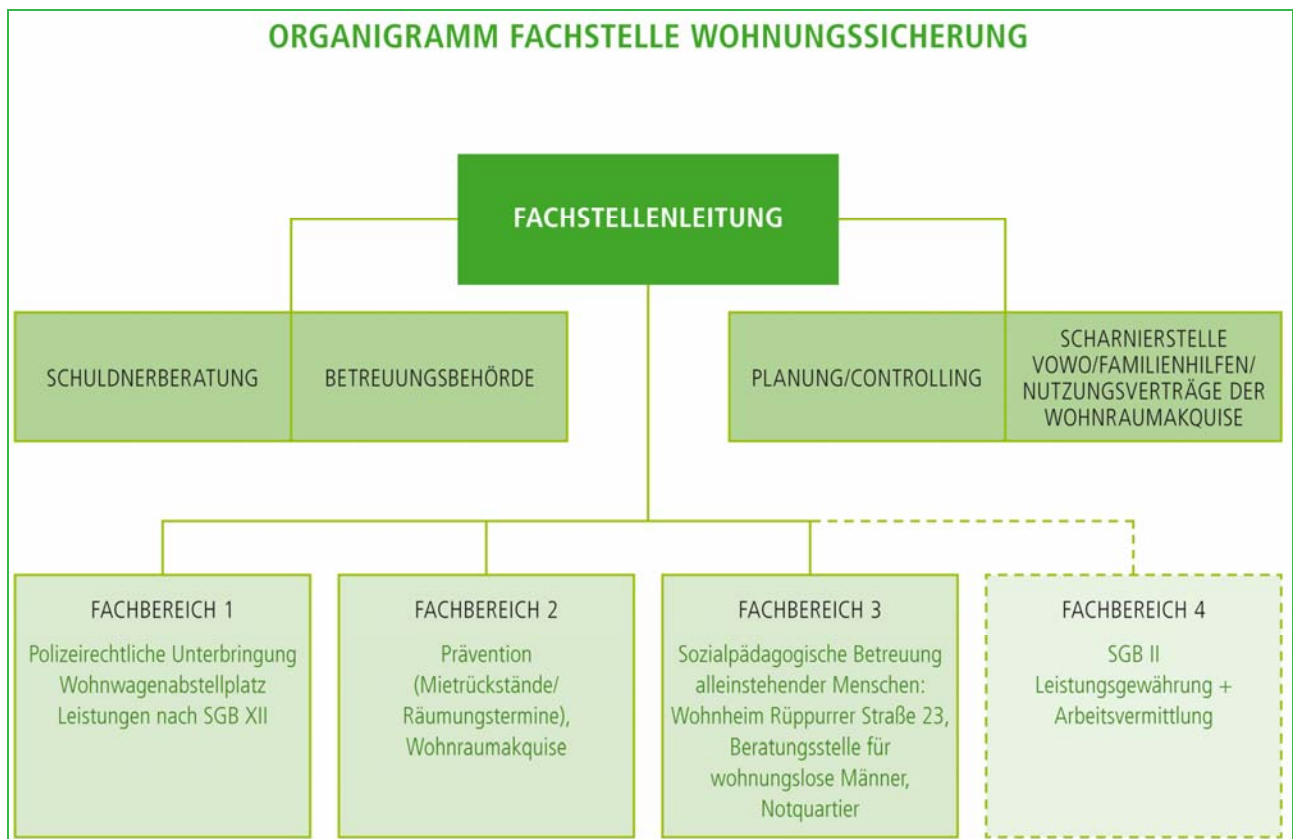 ORGANIGRAMM FACHSTELLE WOHNUNGSSICHERUNG
FACHSTELLENLEITUNG
SCHULDNERBERATUNG
BETREUUNGSBEHÖRDE
PLANUNG/CONTROLLING
SCHARNIERSTELLE
VOWO/FAMILIENHILFEN/
NUTZUNGSVERTRÄGE DER
WOHNRAUMAKQUISE
FACHBEREICH 1
Polizeirechtliche Unterbringung
Wohnwagenabstellplatz
Leistungen nach SGB XII
FACHBEREICH 2
Prävention
(Mietrückstände/
Räumungstermine),
Wohnraumakquise
FACHBEREICH 3
Sozialpädagogische Betreuung
alleinstehender Menschen:
Wohnheim Rüppurrer Straße 23,
Beratungsstelle für
wohnungslose Männer,
Notquartier
FACHBEREICH 4
SGB II
Leistungsgewährung +
Arbeitsvermittlung